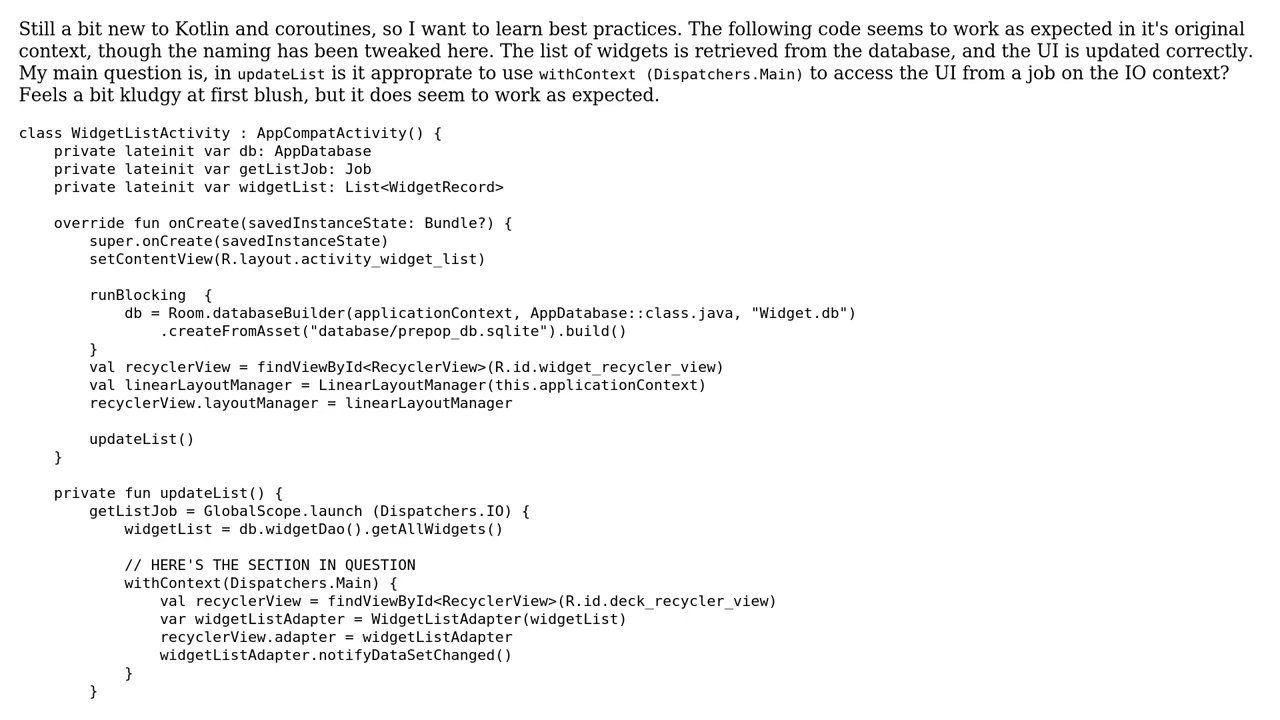 Still a bit new to Kotlin and coroutines, so I want to learn best practices. The following code seems to work as expected in it's original
context, though the naming has been tweaked here. The list of widgets is retrieved from the database, and the UI is updated correctly.
My main question is, in updateList is it approprate to use withContext (Dispatchers.Main) to access the UI from a job on the IO context?
Feels a bit kludgy at first blush, but it does seem to work as expected.
class WidgetListActivity : AppCompatActivity() {
    private lateinit var db: AppDatabase
    private lateinit var getListJob: Job
    private lateinit var widgetList: List<WidgetRecord>
    override fun onCreate(savedInstanceState: Bundle?) {
        super.onCreate(savedInstanceState)
        setContentView(R.layout.activity_widget_list)
        runBlocking  {
            db = Room.databaseBuilder(applicationContext, AppDatabase::class.java, "Widget.db")
                .createFromAsset("database/prepop_db.sqlite").build()
        }
        val recyclerView = findViewById<RecyclerView>(R.id.widget_recycler_view)
        val linearLayoutManager = LinearLayoutManager(this.applicationContext)
        recyclerView.layoutManager = linearLayoutManager
        updateList()
    }
    private fun updateList() {
        getListJob = GlobalScope.launch (Dispatchers.IO) {
            widgetList = db.widgetDao().getAllWidgets()
            // HERE'S THE SECTION IN QUESTION
            withContext(Dispatchers.Main) {
                val recyclerView = findViewById<RecyclerView>(R.id.deck_recycler_view)
                var widgetListAdapter = WidgetListAdapter(widgetList)
                recyclerView.adapter = widgetListAdapter
                widgetListAdapter.notifyDataSetChanged()
            }
        }